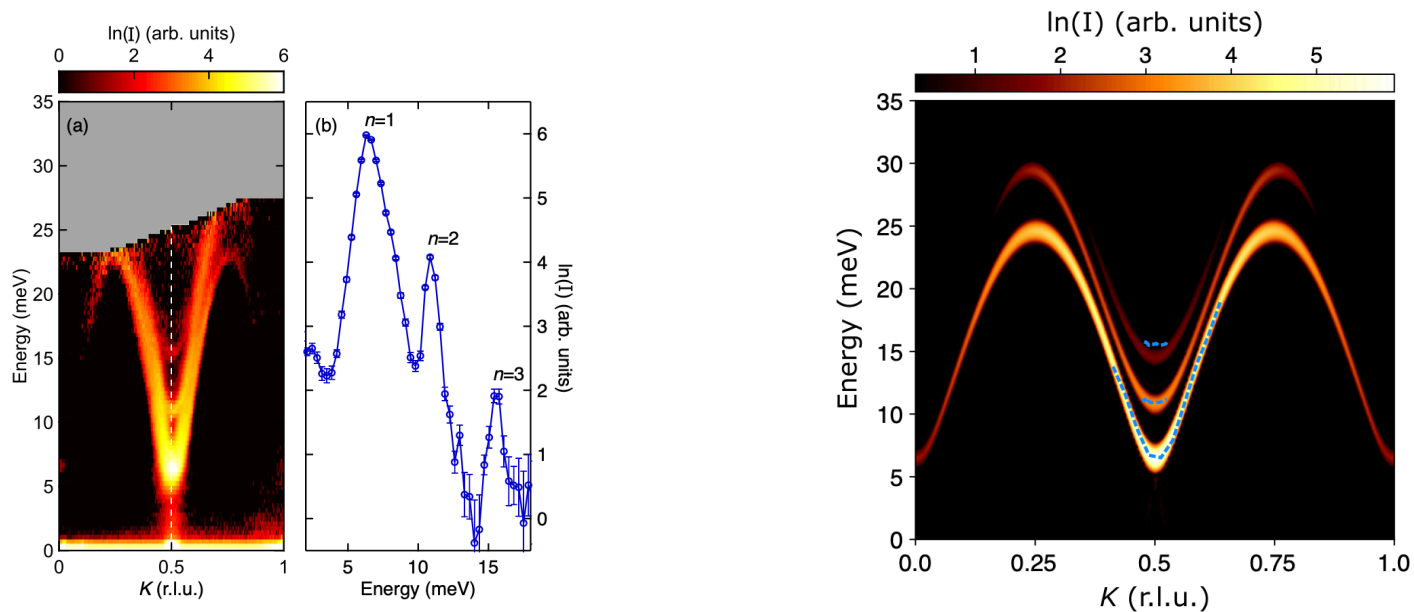 ln(I) (arb. units)
0 2 4 6
(a)
35
30
25
20
15
10
5
0
Energy (meV)
0 0.5 1
K (r.l.u.)
(b)
n=1
n=2
n=3
6
5
4
3
2
1
0
ln(I) (arb. units)
5 10 15
Energy (meV)
ln(I) (arb. units)
1 2 3 4 5
35
30
25
20
15
10
5
0
Energy (meV)
0.0 0.25 0.5 0.75 1.0
K (r.l.u.)